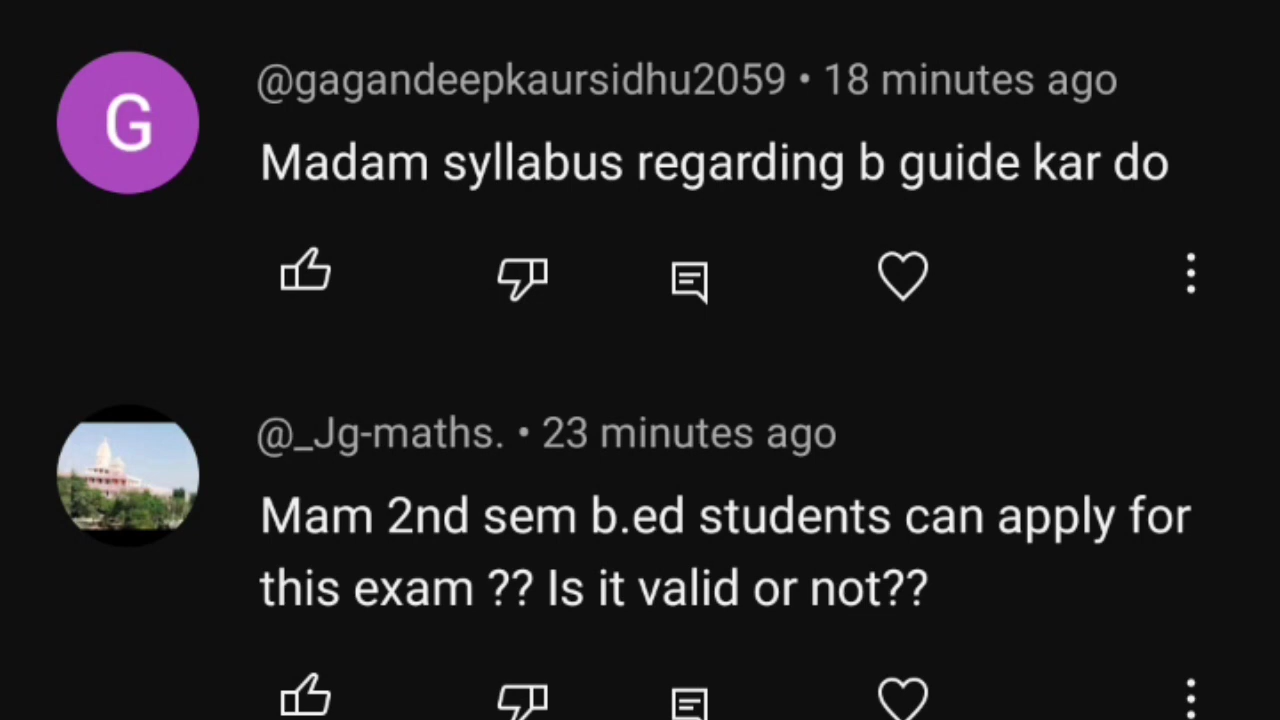 G
@gagandeepkaursidhu2059 • 18 minutes ago
Madam syllabus regarding b guide kar do
@_Jg-maths. • 23 minutes ago
Mam 2nd sem b.ed students can apply for
this exam ?? Is it valid or not??